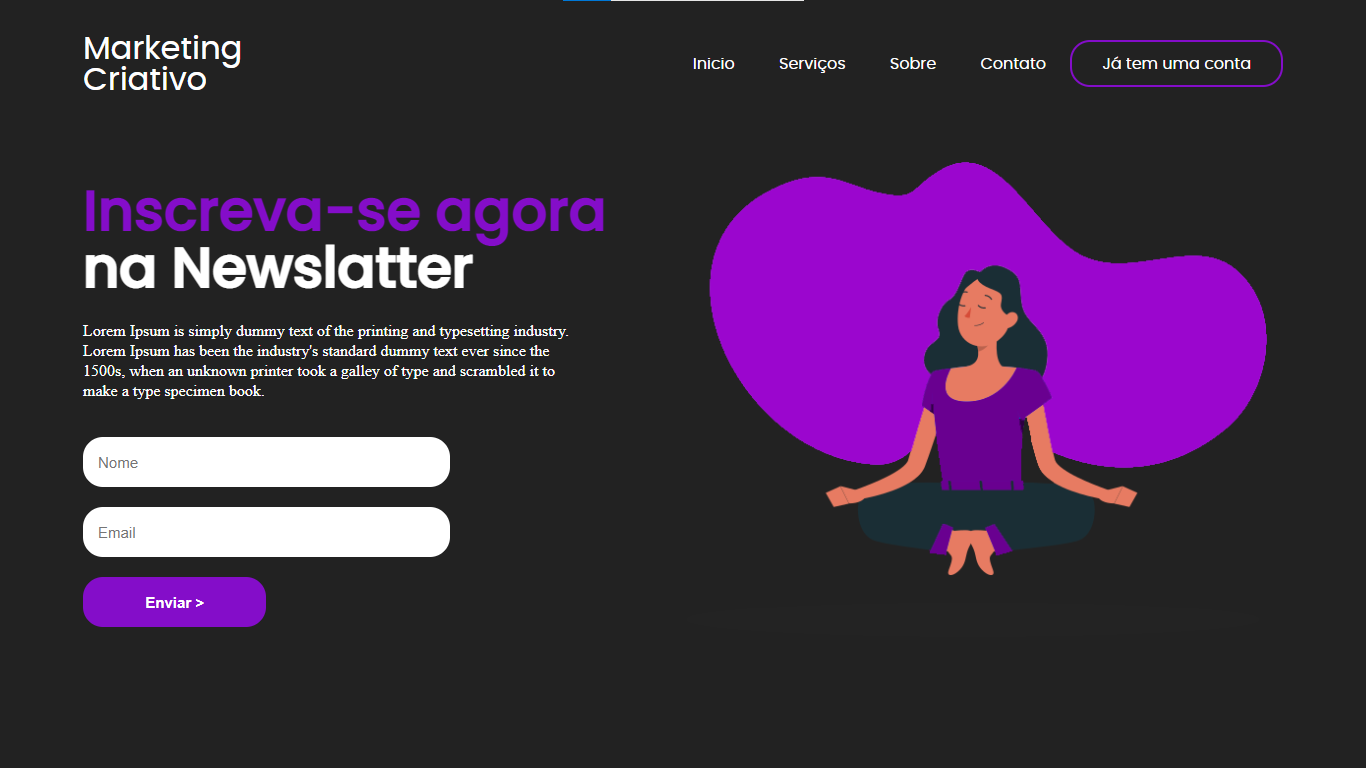 Marketing
Criativo
Inicio Serviços Sobre Contato Já tem uma conta
Inscreva-se agora
na Newslatter
Lorem Ipsum is simply dummy text of the printing and typesetting industry.
Lorem Ipsum has been the industry's standard dummy text ever since the
1500s, when an unknown printer took a galley of type and scrambled it to
make a type specimen book.
Nome
Email
Enviar >